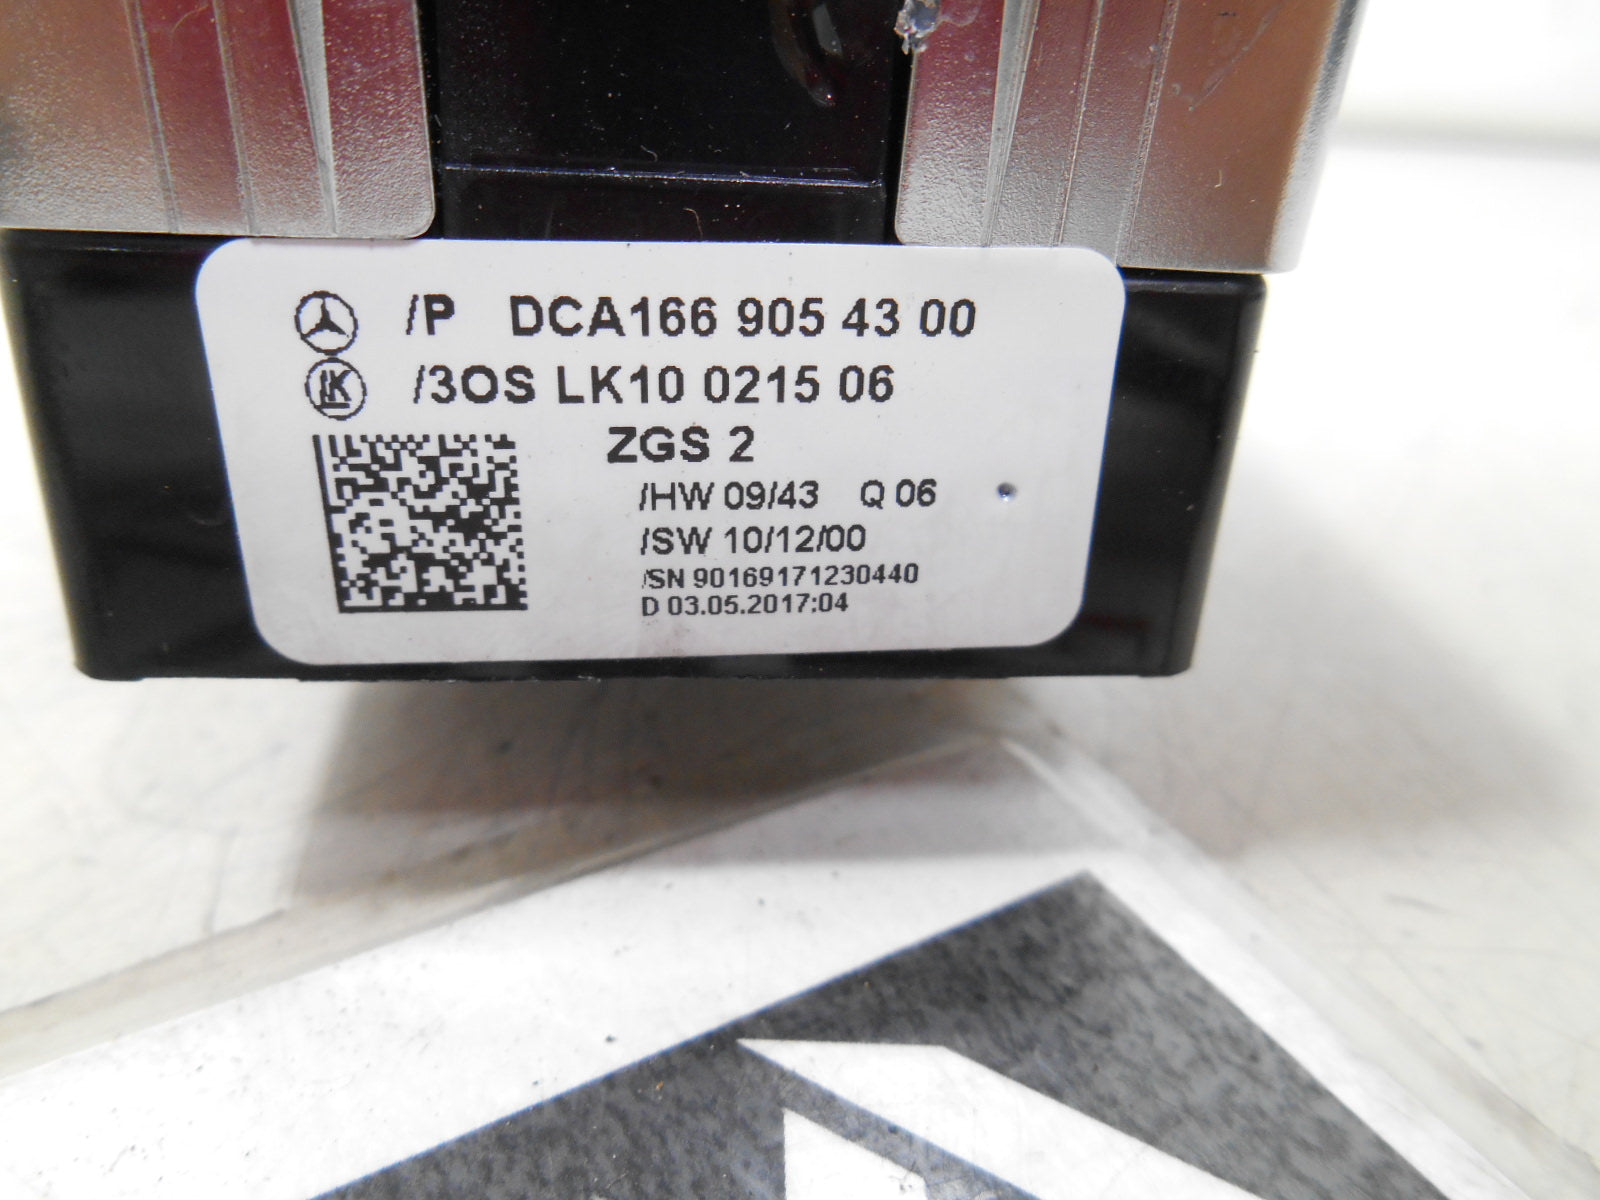 /P DCA166 905 43 00
LK /3OS LK10 0215 06
ZGS 2
/HW 09/43 Q 06
/SW 10/12/00
/SN 90169171230440
D 03.05.2017:04